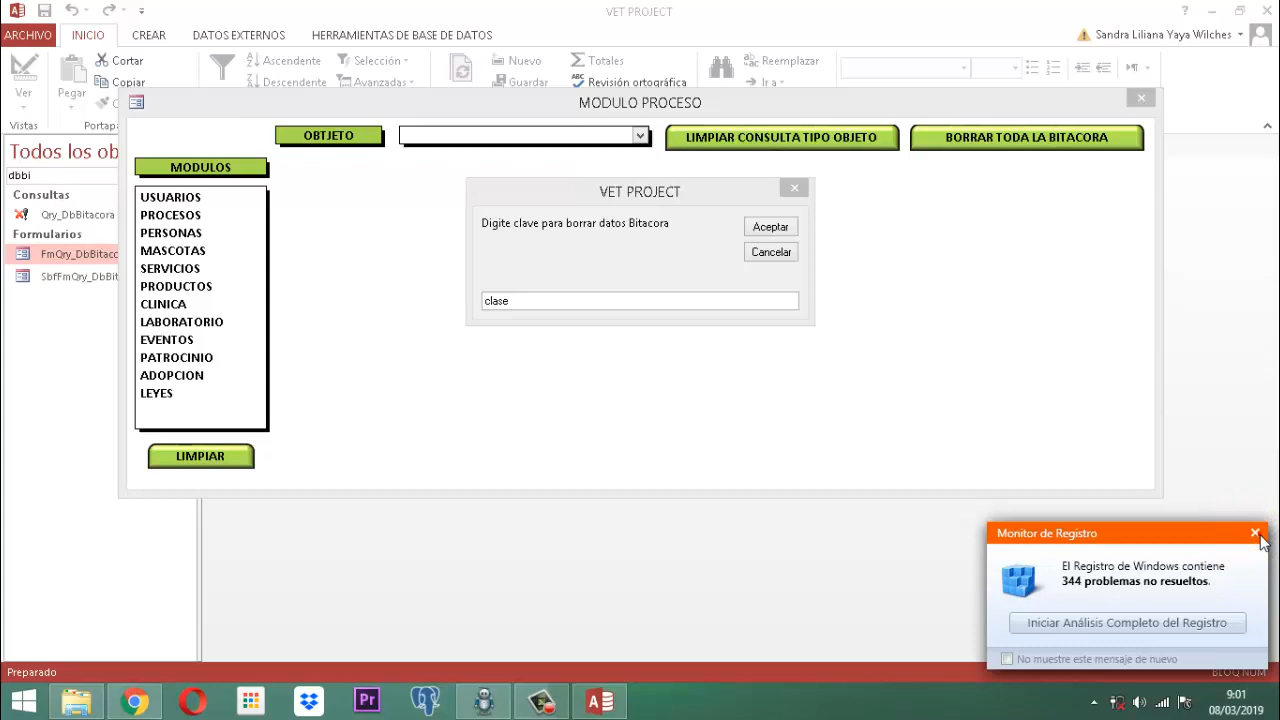 VET PROJECT
ARCHIVO INICIO CREAR DATOS EXTERNOS HERRAMIENTAS DE BASE DE DATOS
Sandra Liliana Yaya Wilches
Ver
Vistas
Pegar
Cortar
Copiar
Portapa
Ascendente
Descendente
Selección
Avanzadas
Nuevo
Guardar
Totales
Revisión ortográfica
Reemplazar
Ir a
Todos los ob
dbbi
Consultas
Qry_DbBitacora
Formularios
FmQry_DbBitaco
SbfFmQry_DbBi
MODULO PROCESO
OBTJETO
LIMPIAR CONSULTA TIPO OBJETO
BORRAR TODA LA BITACORA
MODULOS
USUARIOS
PROCESOS
PERSONAS
MASCOTAS
SERVICIOS
PRODUCTOS
CLINICA
LABORATORIO
EVENTOS
PATROCINIO
ADOPCION
LEYES
LIMPIAR
VET PROJECT
Digite clave para borrar datos Bitacora
Aceptar
Cancelar
clase
Monitor de Registro
El Registro de Windows contiene
344 problemas no resueltos.
Iniciar Análisis Completo del Registro
No muestre este mensaje de nuevo
Preparado
BLOQ NUM
Pr
9:01
08/03/2019